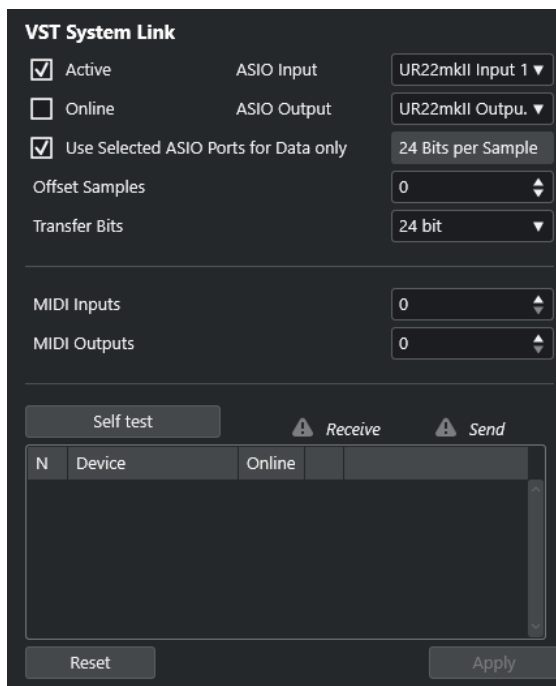 VST System Link
Active ASIO Input UR22mkII Input 1
Online ASIO Output UR22mkII Outpu.
Use Selected ASIO Ports for Data only 24 Bits per Sample
Offset Samples 0
Transfer Bits 24 bit
MIDI Inputs 0
MIDI Outputs 0
Self test Receive Send
N Device Online
Reset Apply